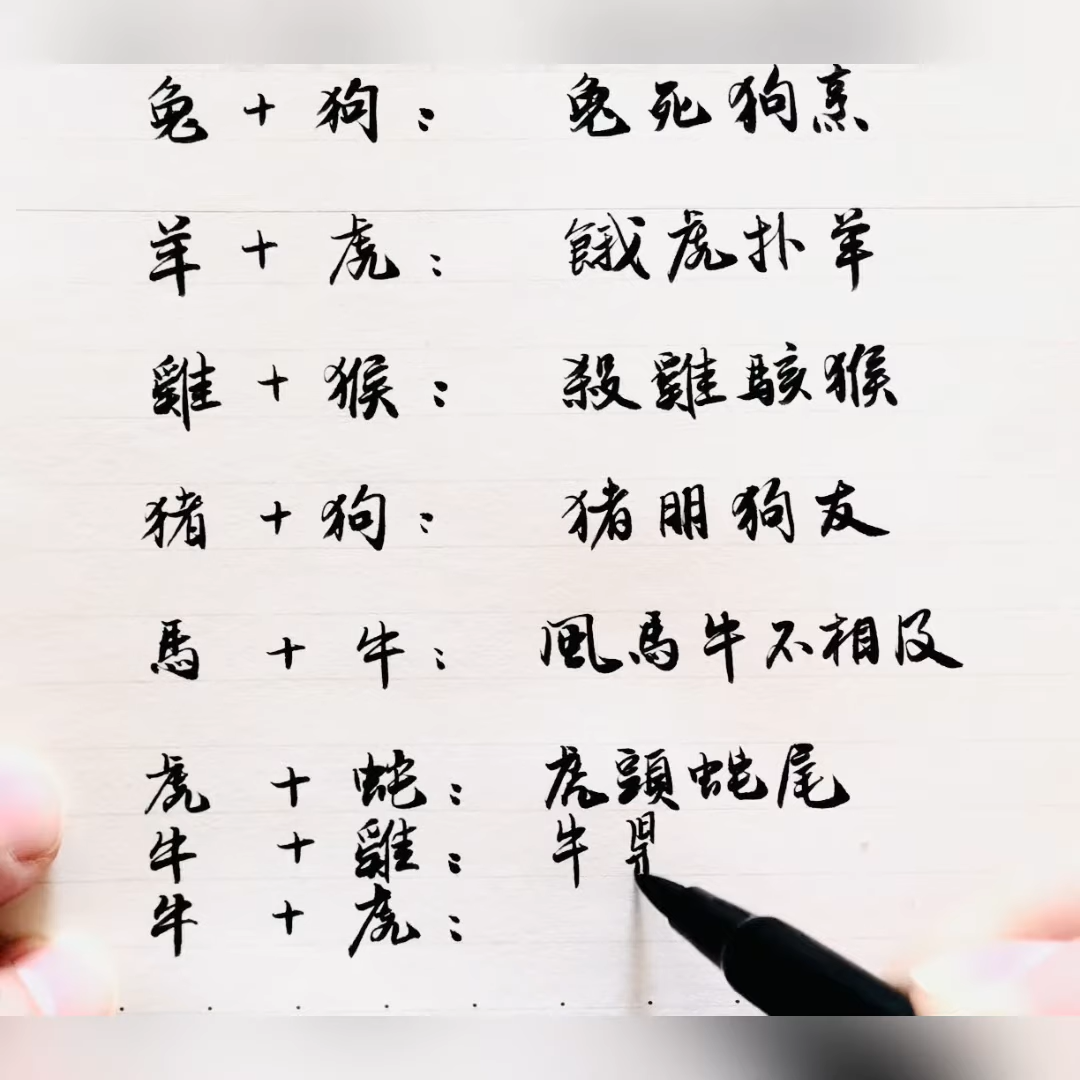 兔+狗：兔死狗烹
羊+虎：餓虎扑羊
雞+猴：殺雞駭猴
猪+狗：猪朋狗友
馬+牛：風馬牛不相及
虎+蛇：虎頭蛇尾
牛+雞：牛
牛+虎：